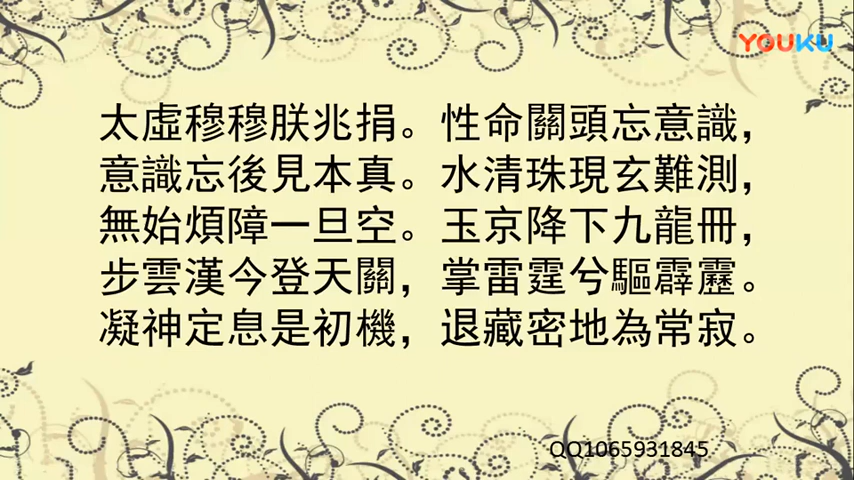 YOUKU
太虛穆穆朕兆捐。性命關頭忘意識，
意識忘後見本真。水清珠現玄難測，
無始煩障一旦空。玉京降下九龍冊，
步雲漢今登天關，掌雷霆兮驅霹靂。
凝神定息是初機，退藏密地為常寂。
QQ1065931845